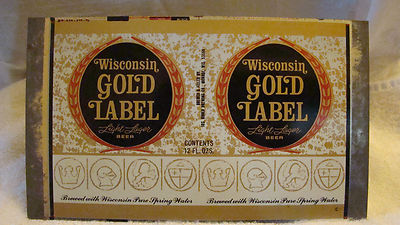 Wisconsin
GOLD
LABEL
Light Lager
BEER
CONTENTS
12 FL. OZS.
Wisconsin
GOLD
LABEL
Light Lager
BEER
Brewed with Wisconsin Pure Spring Water
Brewed with Wisconsin Pure Spring Water